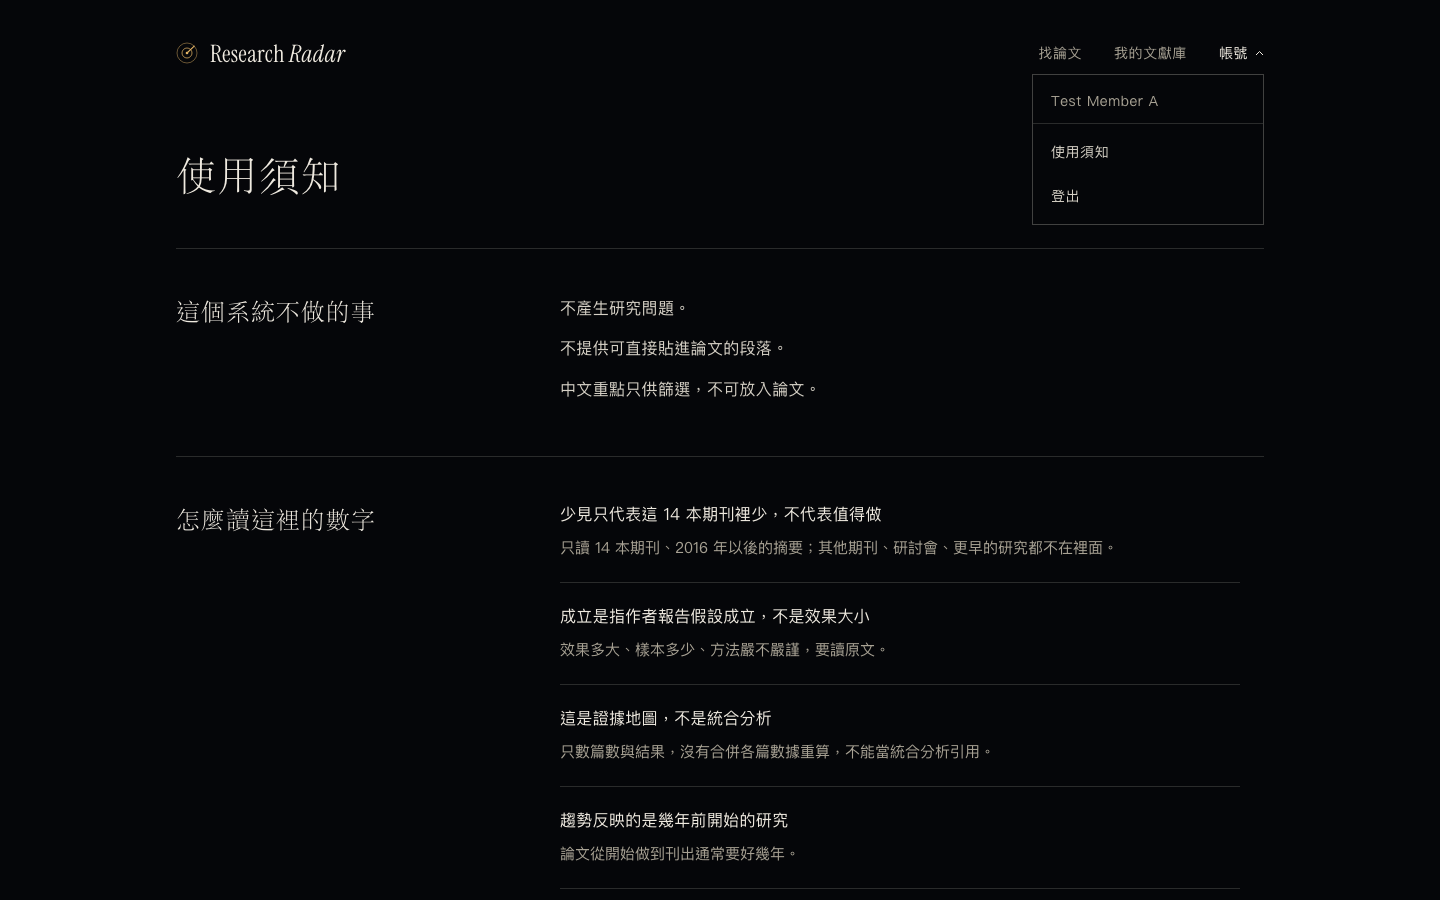 Research Radar
找論文
我的文獻庫
帳號
Test Member A
使用須知
登出
使用須知
這個系統不做的事
不產生研究問題。
不提供可直接貼進論文的段落。
中文重點只供篩選，不可放入論文。
怎麼讀這裡的數字
少見只代表這 14 本期刊裡少，不代表值得做
只讀 14 本期刊、2016 年以後的摘要；其他期刊、研討會、更早的研究都不在裡面。
成立是指作者報告假設成立，不是效果大小
效果多大、樣本多少、方法嚴不嚴謹，要讀原文。
這是證據地圖，不是統合分析
只數篇數與結果，沒有合併各篇數據重算，不能當統合分析引用。
趨勢反映的是幾年前開始的研究
論文從開始做到刊出通常要好幾年。